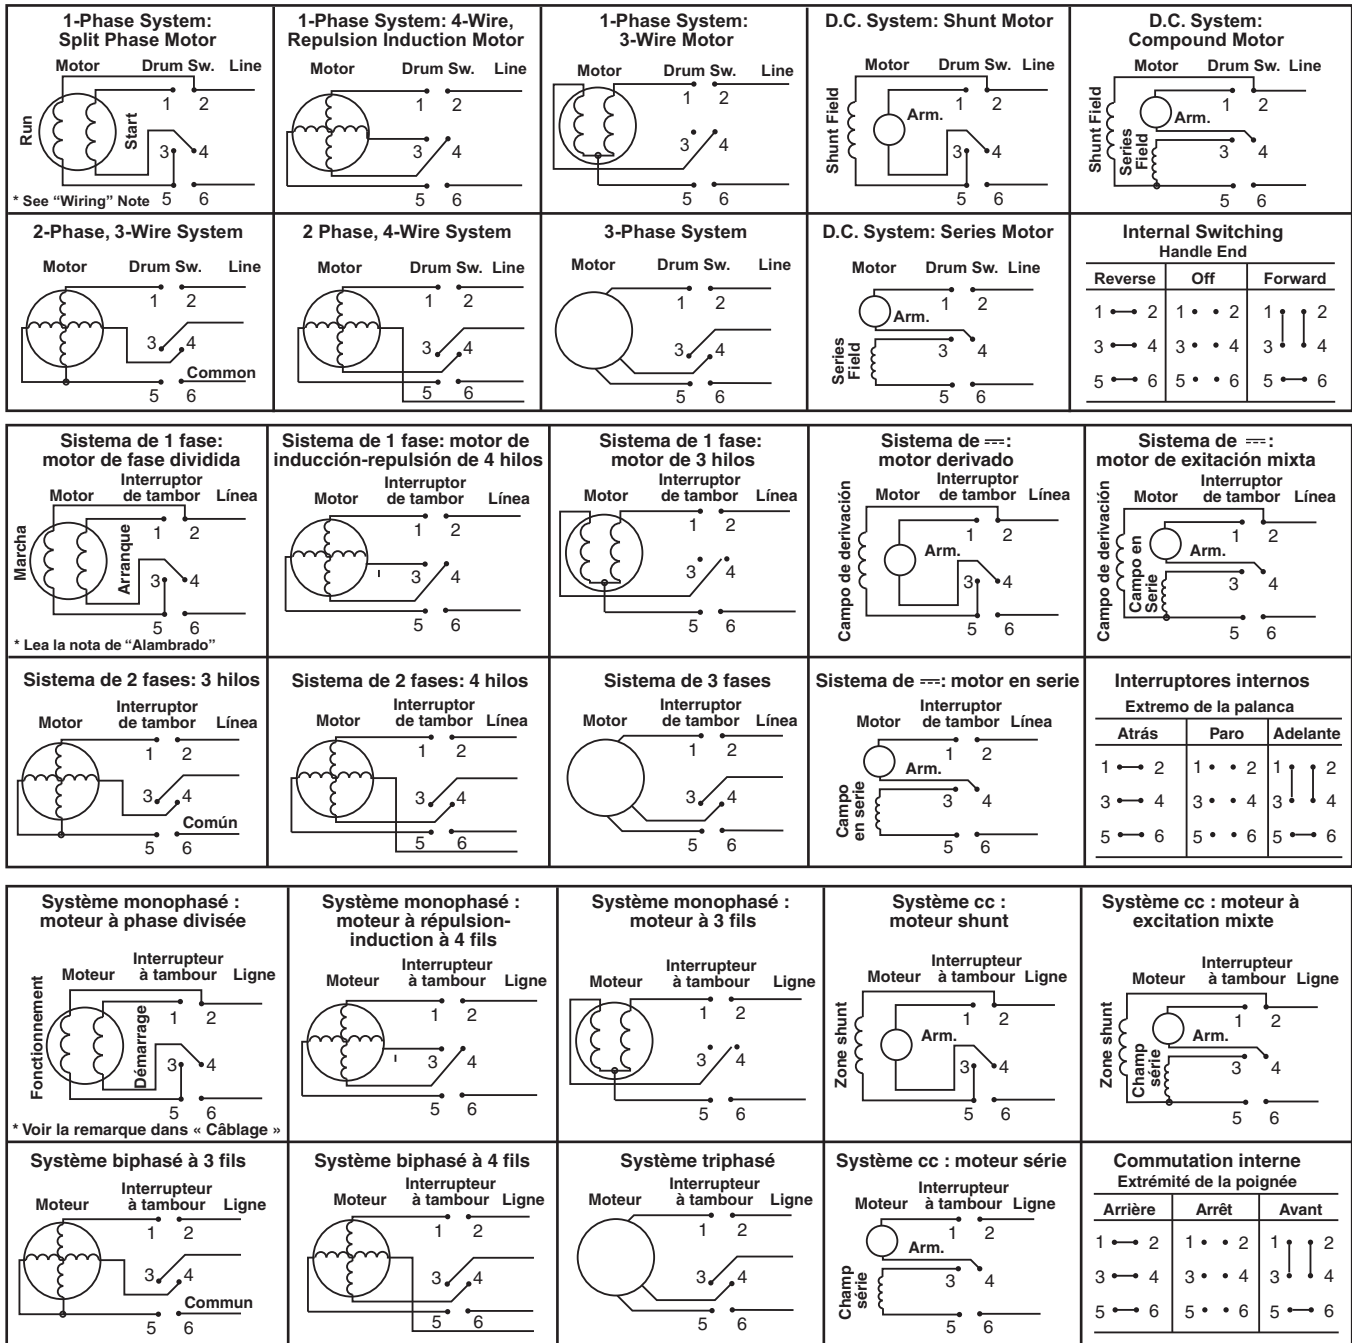 1-Phase System:
Split Phase Motor
Motor Drum Sw. Line
Run
Start
1 2
3 4
5 6
* See “Wiring” Note
1-Phase System: 4-Wire,
Repulsion Induction Motor
Motor Drum Sw. Line
1 2
3 4
5 6
1-Phase System:
3-Wire Motor
Motor Drum Sw. Line
1 2
3 4
5 6
D.C. System: Shunt Motor
Motor Drum Sw. Line
Shunt Field
Arm.
1 2
3 4
5 6
D.C. System:
Compound Motor
Motor Drum Sw. Line
Shunt Field
Series
Field
Arm.
1 2
3 4
5 6
2-Phase, 3-Wire System
Motor Drum Sw. Line
1 2
3 4
Common
5 6
2 Phase, 4-Wire System
Motor Drum Sw. Line
1 2
3 4
5 6
3-Phase System
Motor Drum Sw. Line
1 2
3 4
5 6
D.C. System: Series Motor
Motor Drum Sw. Line
Arm.
Series
Field
1 2
3 4
5 6
Internal Switching
Handle End
Reverse Off Forward
1 2 1 2 1 2
3 4 3 4 3 4
5 6 5 6 5 6
Sistema de 1 fase:
motor de fase dividida
Interruptor
Motor de tambor Línea
Marcha
Arranque
1 2
3 4
5 6
* Lea la nota de “Alambrado”
Sistema de 1 fase: motor de
inducción-repulsión de 4 hilos
Interruptor
Motor de tambor Línea
1 2
3 4
5 6
Sistema de 1 fase:
motor de 3 hilos
Interruptor
Motor de tambor Línea
1 2
3 4
5 6
Sistema de ⎓:
motor derivado
Interruptor
Motor de tambor Línea
Campo de derivación
Arm.
1 2
3 4
5 6
Sistema de ⎓:
motor de exitación mixta
Interruptor
Motor de tambor Línea
Campo de derivación
Campo en
Serie
Arm.
1 2
3 4
5 6
Sistema de 2 fases: 3 hilos
Interruptor
Motor de tambor Línea
1 2
3 4
Común
5 6
Sistema de 2 fases: 4 hilos
Interruptor
Motor de tambor Línea
1 2
3 4
5 6
Sistema de 3 fases
Interruptor
Motor de tambor Línea
1 2
3 4
5 6
Sistema de ⎓: motor en serie
Interruptor
Motor de tambor Línea
Arm.
Campo
en serie
1 2
3 4
5 6
Interruptores internos
Extremo de la palanca
Atrás Paro Adelante
1 2 1 2 1 2
3 4 3 4 3 4
5 6 5 6 5 6
Système monophasé :
moteur à phase divisée
Interrupteur
Moteur à tambour Ligne
Fonctionnement
Démarrage
1 2
3 4
5 6
* Voir la remarque dans « Câblage »
Système monophasé :
moteur à répulsion-
induction à 4 fils
Interrupteur
Moteur à tambour Ligne
1 2
3 4
5 6
Système monophasé :
moteur à 3 fils
Interrupteur
Moteur à tambour Ligne
1 2
3 4
5 6
Système cc :
moteur shunt
Interrupteur
Moteur à tambour Ligne
Zone shunt
Arm.
1 2
3 4
5 6
Système cc : moteur à
excitation mixte
Interrupteur
Moteur à tambour Ligne
Zone shunt
Champ
série
Arm.
1 2
3 4
5 6
Système biphasé à 3 fils
Interrupteur
Moteur à tambour Ligne
1 2
3 4
Commun
5 6
Système biphasé à 4 fils
Interrupteur
Moteur à tambour Ligne
1 2
3 4
5 6
Système triphasé
Interrupteur
Moteur à tambour Ligne
1 2
3 4
5 6
Système cc : moteur série
Interrupteur
Moteur à tambour Ligne
Arm.
Champ
série
1 2
3 4
5 6
Commutation interne
Extrémité de la poignée
Arrière Arrêt Avant
1 2 1 2 1 2
3 4 3 4 3 4
5 6 5 6 5 6